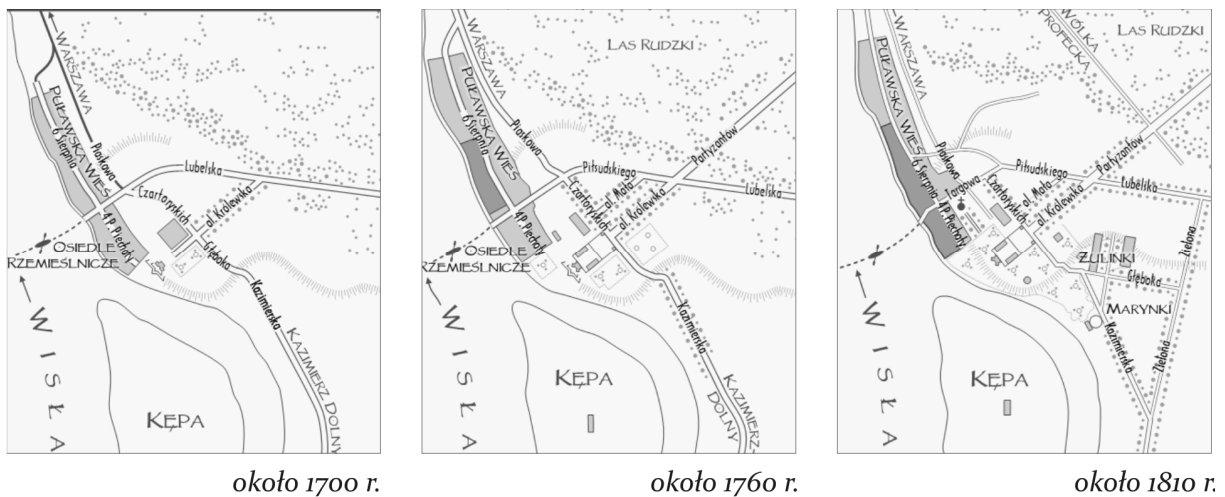 WARSZAWA
PUŁAWSKA WIEŚ
6 Sierpnia
Piaskowa
Lubelska
Czartoryskich
al. Królewska
4 P. Piechoty
OSIEDLE
RZEMIEŚLNICZE
Głęboka
Kazimierska
KAZIMIERZ DOLNY
WISŁA
KĘPA
około 1700 r.
LAS RUDZKI
WARSZAWA
PUŁAWSKA WIEŚ
6 Sierpnia
Piaskowa
Partyzantów
Piłsudskiego
Lubelska
Czartoryskich
al. Mała
al. Królewska
4 P. Piechoty
OSIEDLE
RZEMIEŚLNICZE
Kazimierska
KAZIMIERZ-
DOLNY
WISŁA
KĘPA
około 1760 r.
WÓLKA
PROFECKA
LAS RUDZKI
WARSZAWA
PUŁAWSKA WIEŚ
6 Sierpnia
Piaskowa
Targowa
Piłsudskiego
Partyzantów
Lubelska
Czartoryskich
al. Mała
al. Królewska
4 P. Piechoty
Zielona
ŻULINKI
Głęboka
MARYNKI
Kazimierska
Zielona
WISŁA
KĘPA
około 1810 r.